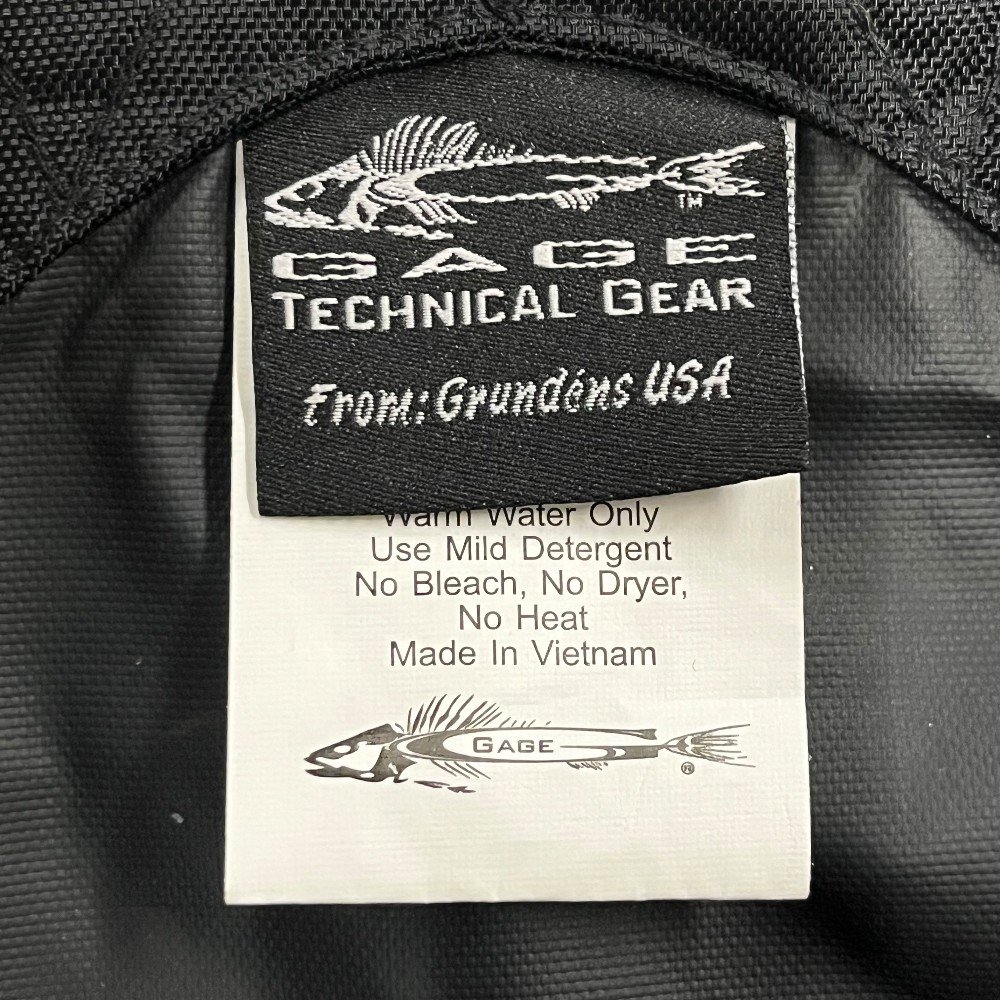 TM
GAGE
TECHNICAL GEAR
From: Grundéns USA
Warm Water Only
Use Mild Detergent
No Bleach, No Dryer,
No Heat
Made In Vietnam
GAGE
®